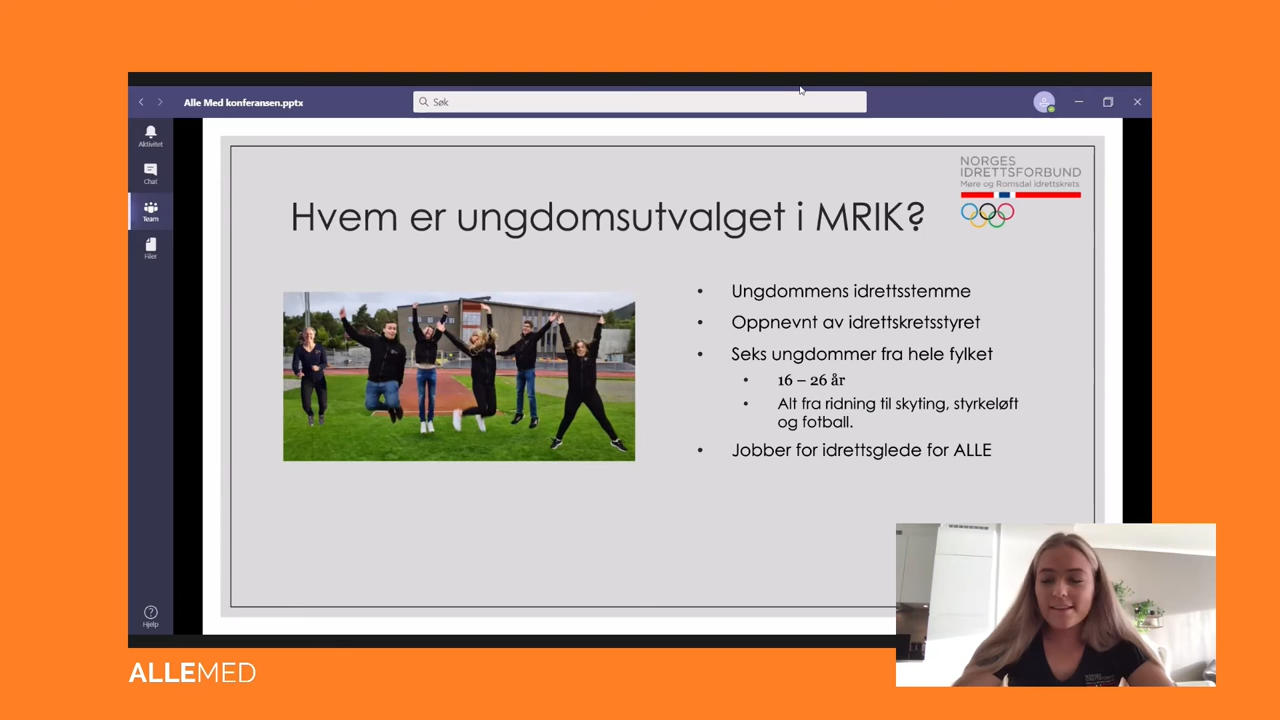 Alle Med konferansen.pptx
Søk
Aktivitet
Chat
Team
Filer
Hjelp
NORGES
IDRETTSFORBUND
Møre og Romsdal idrettskrets
Hvem er ungdomsutvalget i MRIK?
• Ungdommens idrettsstemme
• Oppnevnt av idrettskretsstyret
• Seks ungdommer fra hele fylket
• 16 – 26 år
• Alt fra ridning til skyting, styrkeløft
og fotball.
• Jobber for idrettsglede for ALLE
ALLEMED